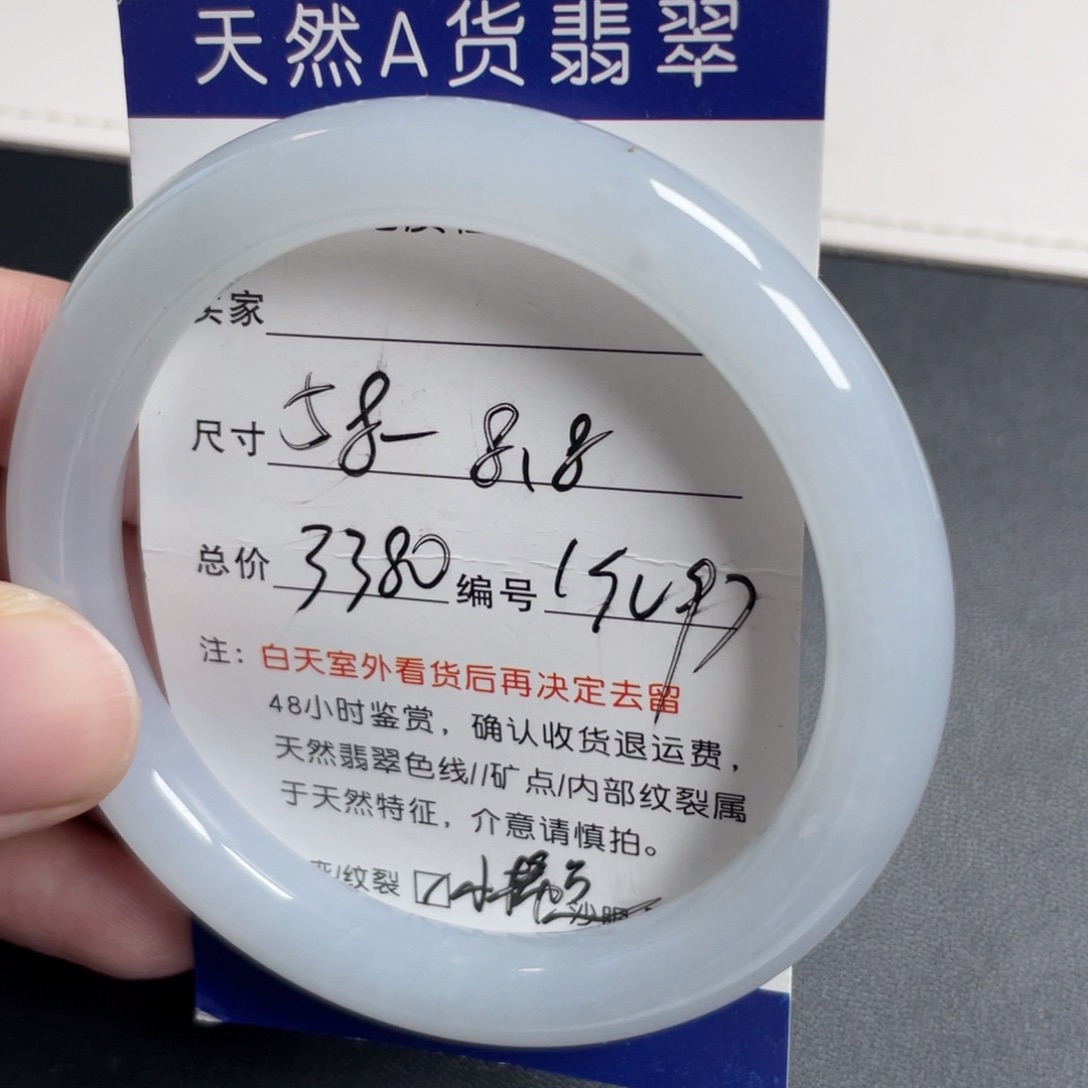 天然A货翡翠
买家
尺寸 58- 8.8
总价 3380 编号
注：白天室外看货后再决定去留
48小时鉴赏，确认收货退运费，
天然翡翠色线//矿点/内部纹裂属
于天然特征，介意请慎拍。
/纹裂 ☑ 小